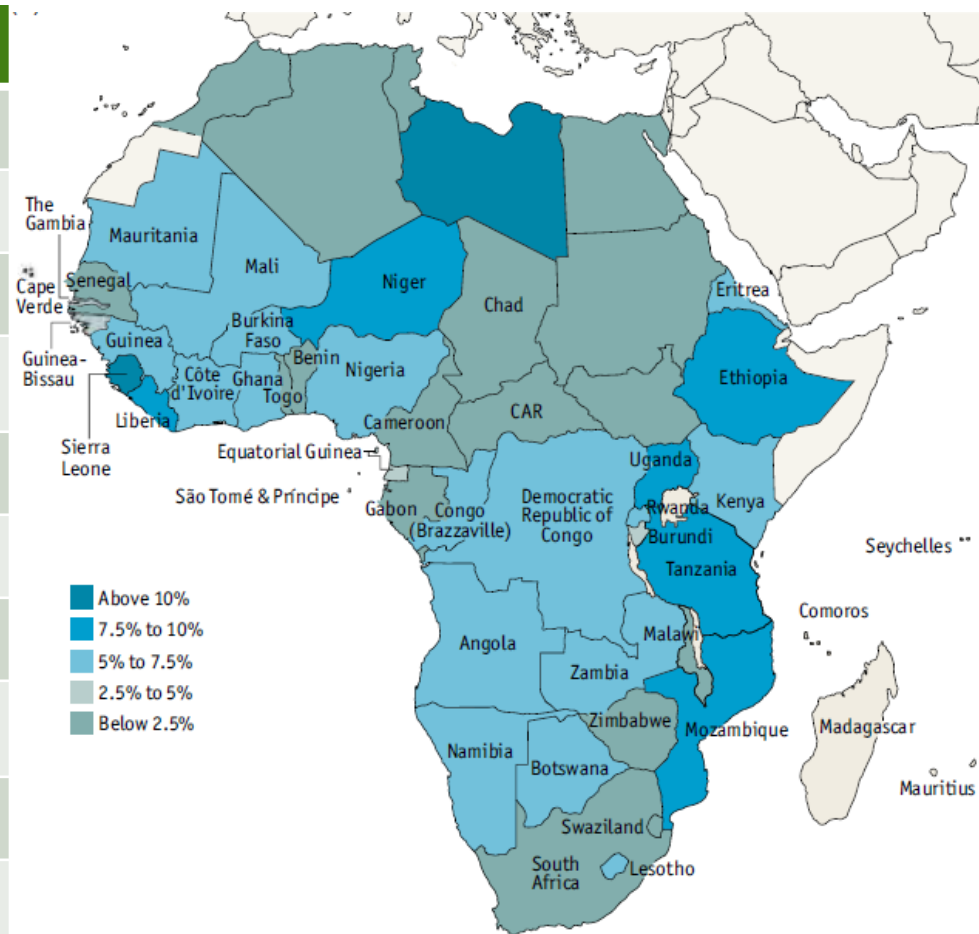 The
Gambia
Mauritania
Mali
Niger
Chad
Eritrea
Cape
Verde
Senegal
Guinea
Burkina
Faso
Guinea-
Bissau
Benin
Nigeria
Ethiopia
Côte
d'Ivoire
Ghana
Togo
CAR
Liberia
Cameroon
Sierra
Leone
Equatorial Guinea
Uganda
São Tomé & Príncipe
Gabon
Congo
(Brazzaville)
Democratic
Republic of
Congo
Rwanda
Kenya
Burundi
Seychelles
Tanzania
Above 10%
7.5% to 10%
5% to 7.5%
2.5% to 5%
Below 2.5%
Comoros
Angola
Malawi
Zambia
Zimbabwe
Mozambique
Madagascar
Namibia
Botswana
Mauritius
Swaziland
South
Africa
Lesotho